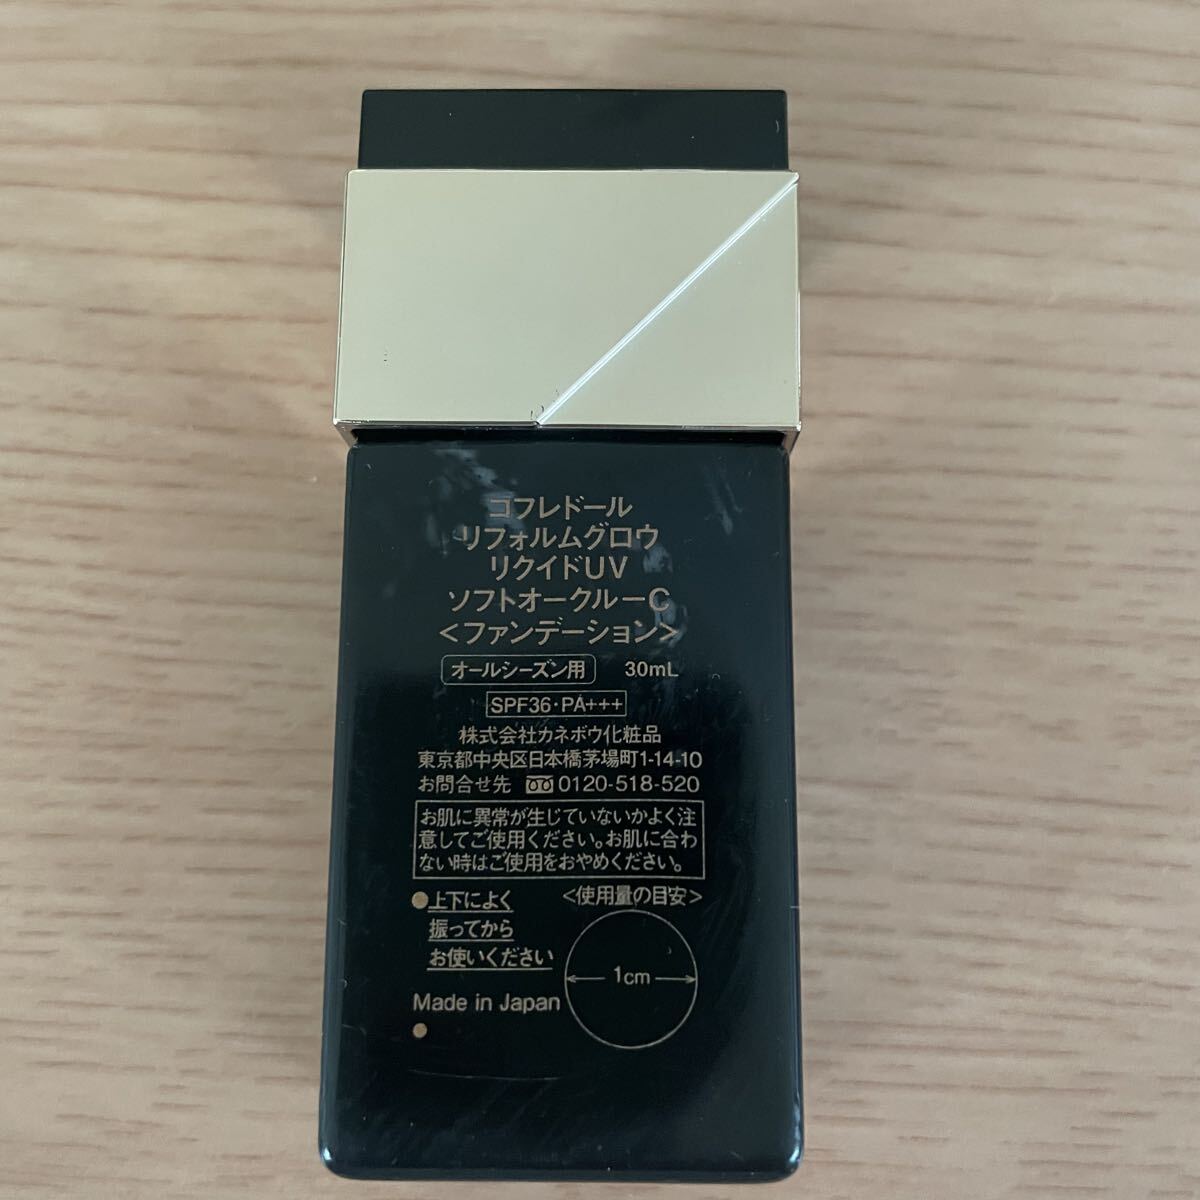 コフレドール
リフォルムグロウ
リクイドUV
ソフトオークルーC
<ファンデーション>
オールシーズン用 30mL
SPF36・PA+++
株式会社カネボウ化粧品
東京都中央区日本橋茅場町1-14-10
お問合せ先 0120-518-520
お肌に異常が生じていないかよく注
意してご使用ください。お肌に合わ
ない時はご使用をおやめください。
●上下によく
振ってから
お使いください
<使用量の目安>
1cm
Made in Japan